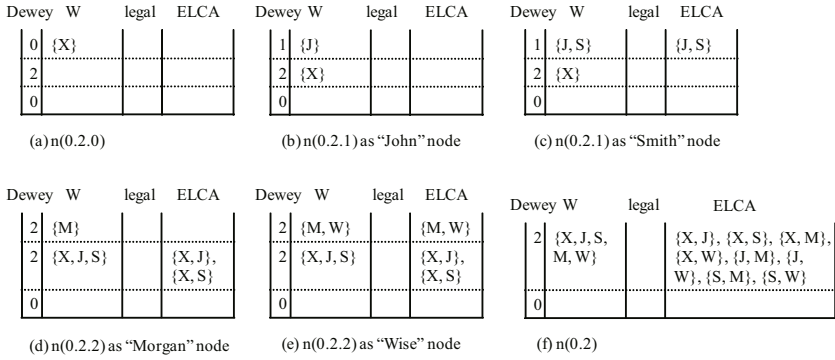 Dewey W legal ELCA
0 {X}
2
0
(a) n(0.2.0)
Dewey W legal ELCA
1 {J}
2 {X}
0
(b) n(0.2.1) as “John” node
Dewey W legal ELCA
1 {J, S} {J, S}
2 {X}
0
(c) n(0.2.1) as “Smith” node
Dewey W legal ELCA
2 {M}
2 {X, J, S} {X, J},
{X, S}
0
(d) n(0.2.2) as “Morgan” node
Dewey W legal ELCA
2 {M, W} {M, W}
2 {X, J, S} {X, J},
{X, S}
0
(e) n(0.2.2) as “Wise” node
Dewey W legal ELCA
2 {X, J, S, {X, J}, {X, S}, {X, M},
M, W} {X, W}, {J, M}, {J,
W}, {S, M}, {S, W}
0
(f) n(0.2)